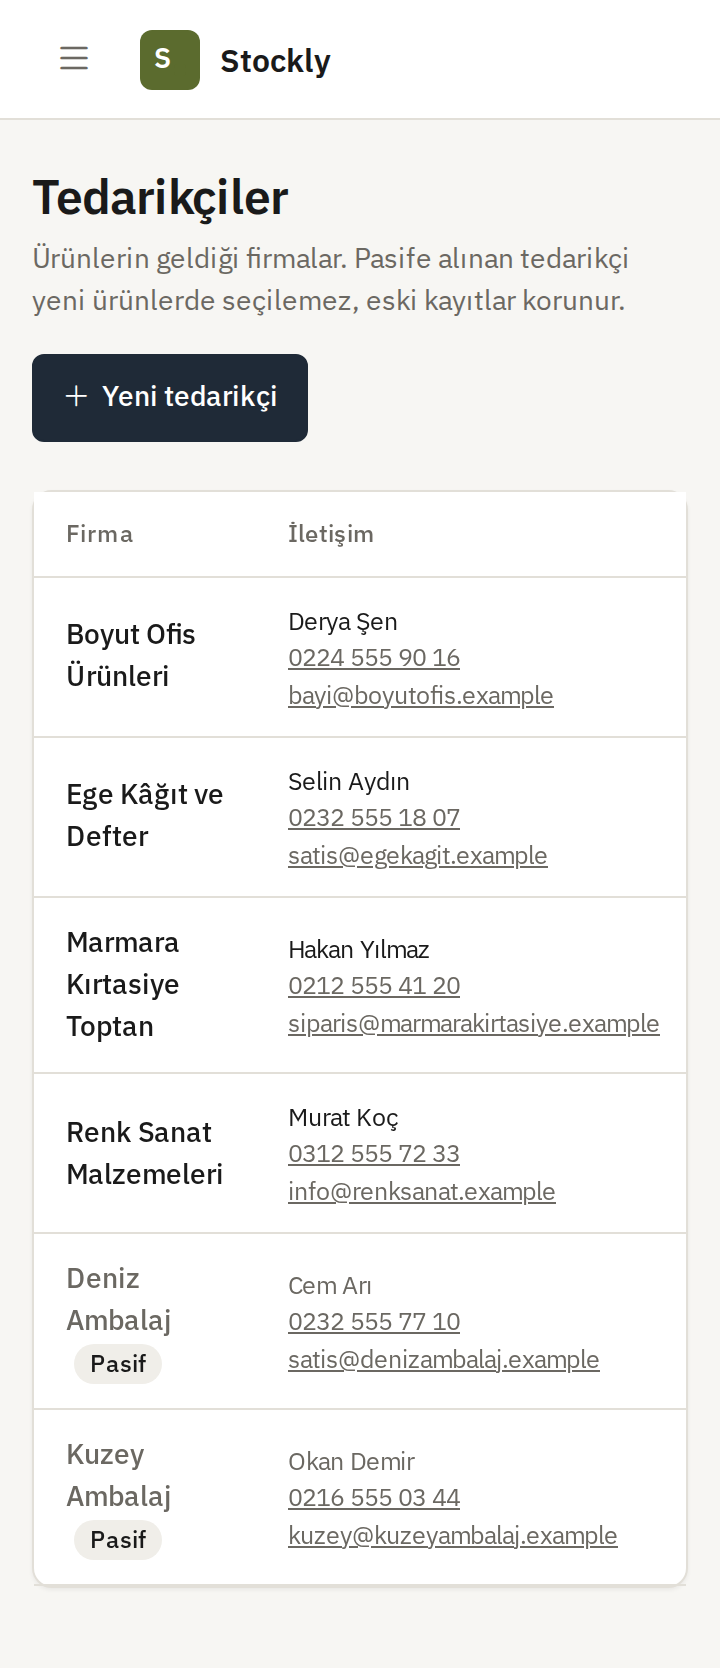 S Stockly
Tedarikçiler
Ürünlerin geldiği firmalar. Pasife alınan tedarikçi
yeni ürünlerde seçilemez, eski kayıtlar korunur.
+ Yeni tedarikçi
Firma İletişim
Boyut Ofis
Ürünleri
Derya Şen
0224 555 90 16
bayi@boyutofis.example
Ege Kâğıt ve
Defter
Selin Aydın
0232 555 18 07
satis@egekagit.example
Marmara
Kırtasiye
Toptan
Hakan Yılmaz
0212 555 41 20
siparis@marmarakirtasiye.example
Renk Sanat
Malzemeleri
Murat Koç
0312 555 72 33
info@renksanat.example
Deniz
Ambalaj
Pasif
Cem Arı
0232 555 77 10
satis@denizambalaj.example
Kuzey
Ambalaj
Pasif
Okan Demir
0216 555 03 44
kuzey@kuzeyambalaj.example